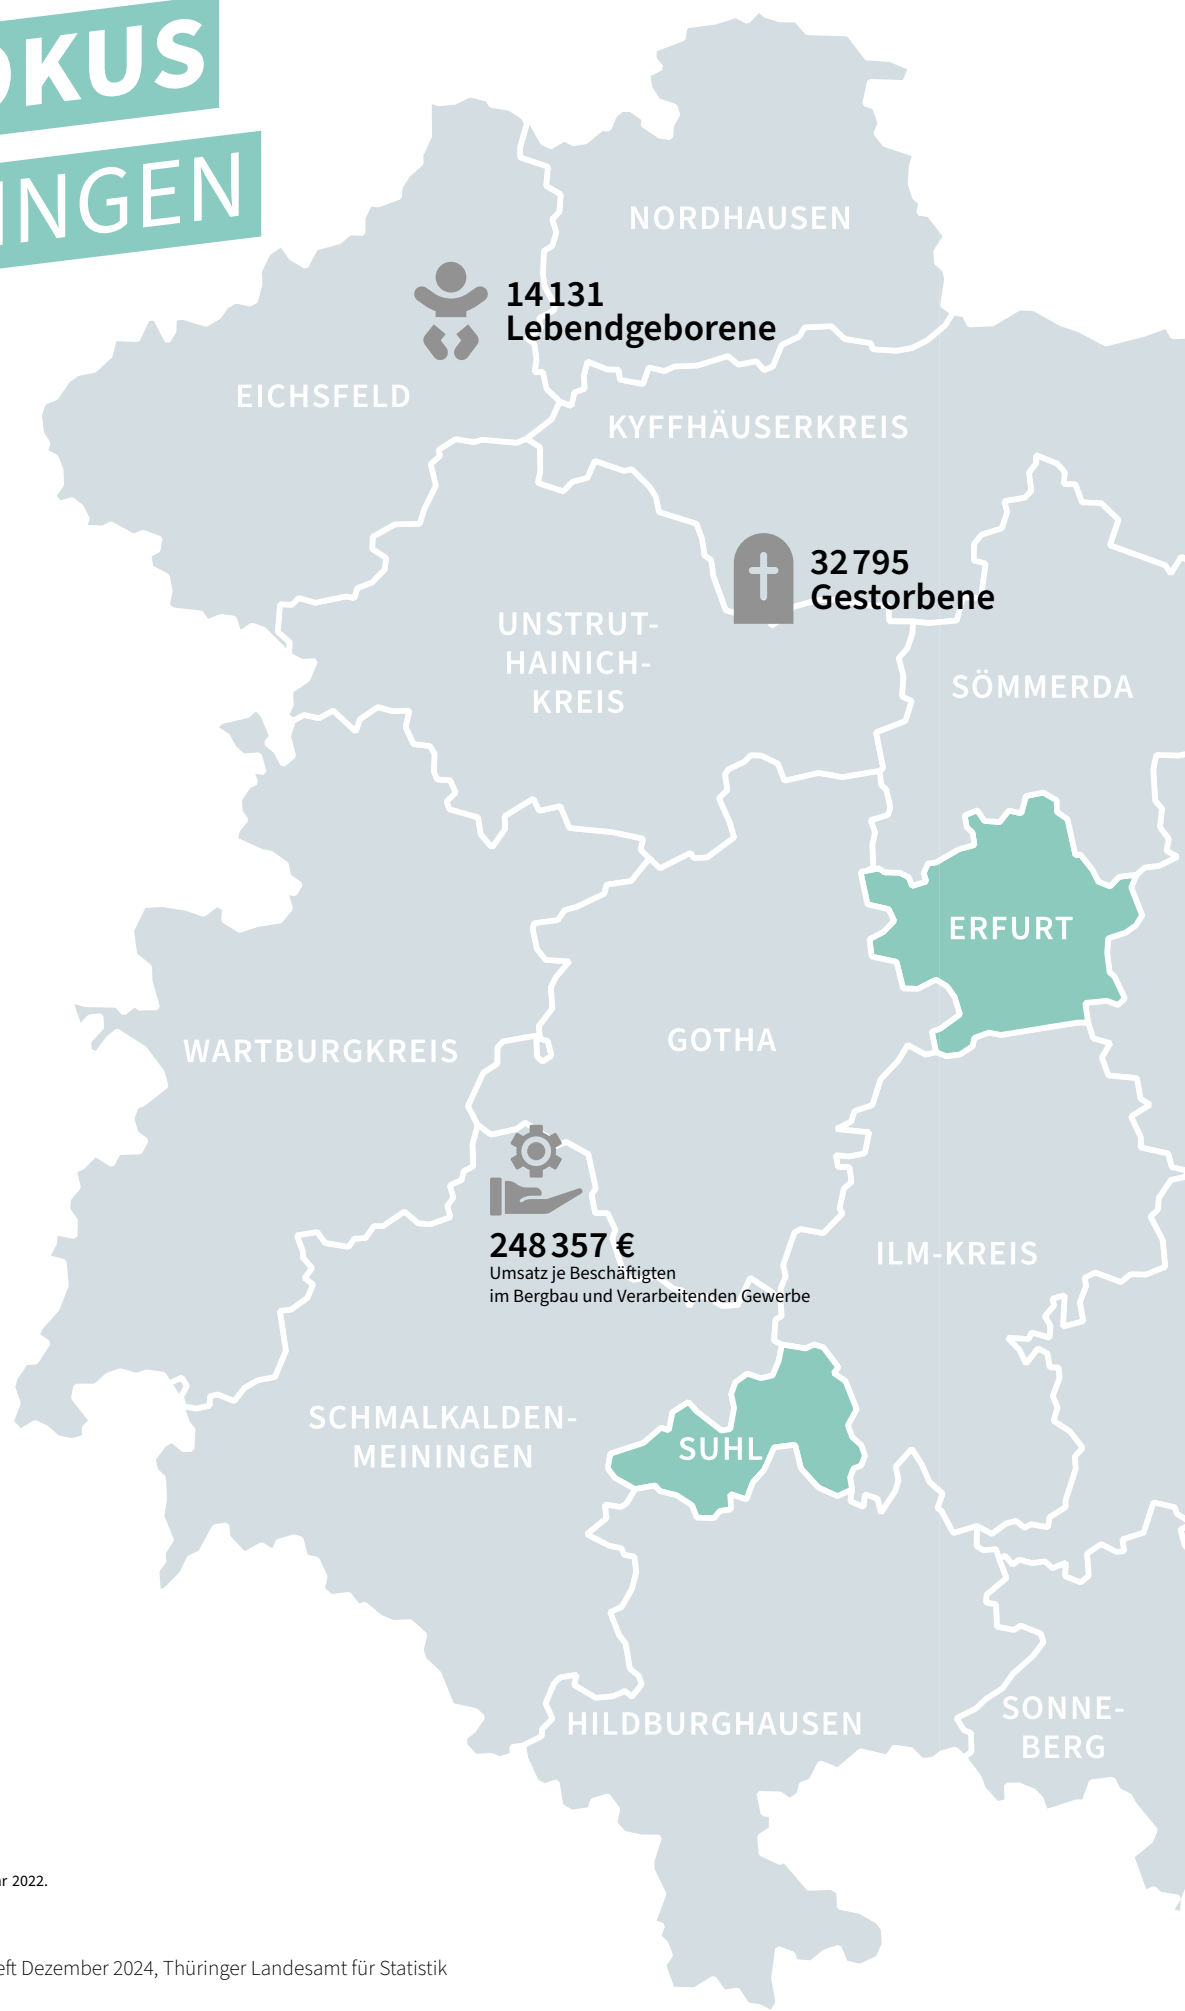 OKUS
INGEN
NORDHAUSEN
14 131
Lebendgeborene
EICHSFELD
KYFFHÄUSERKREIS
32 795
Gestorbene
UNSTRUT-
HAINICH-
KREIS
SÖMMERDA
ERFURT
WARTBURGKREIS
GOTHA
248 357 €
Umsatz je Beschäftigten
im Bergbau und Verarbeitenden Gewerbe
ILM-KREIS
SCHMALKALDEN-
MEININGEN
SUHL
HILDBURGHAUSEN
SONNE-
BERG
r 2022.
eft Dezember 2024, Thüringer Landesamt für Statistik